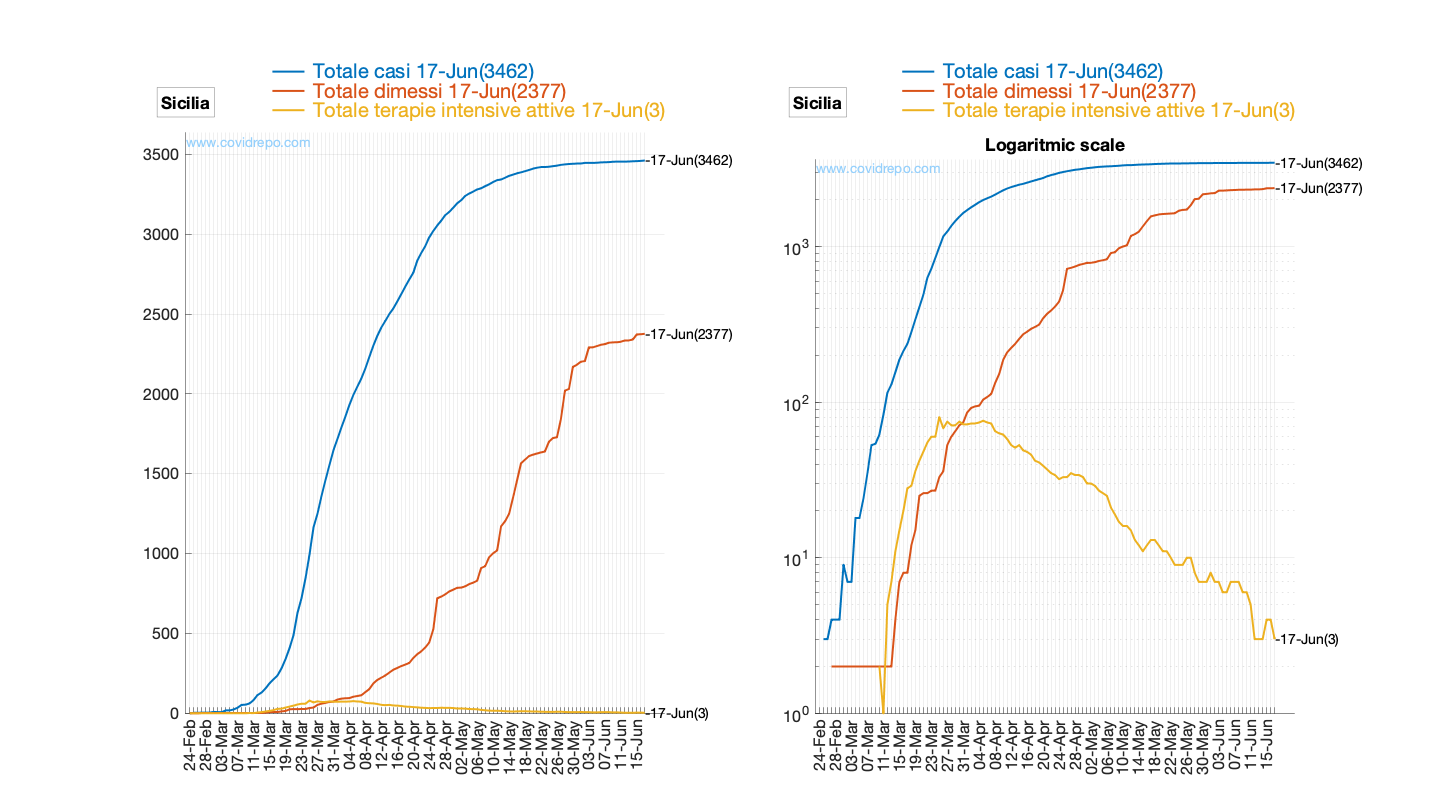 Totale casi 17-Jun(3462)
Totale dimessi 17-Jun(2377)
Totale terapie intensive attive 17-Jun(3)
Sicilia
www.covidrepo.com
3500
3000
2500
2000
1500
1000
500
0
-17-Jun(3462)
-17-Jun(2377)
-17-Jun(3)
24-Feb
28-Feb
03-Mar
07-Mar
11-Mar
15-Mar
19-Mar
23-Mar
27-Mar
31-Mar
04-Apr
08-Apr
12-Apr
16-Apr
20-Apr
24-Apr
28-Apr
02-May
06-May
10-May
14-May
18-May
22-May
26-May
30-May
03-Jun
07-Jun
11-Jun
15-Jun
Totale casi 17-Jun(3462)
Totale dimessi 17-Jun(2377)
Totale terapie intensive attive 17-Jun(3)
Sicilia
Logaritmic scale
www.covidrepo.com
10^3
10^2
10^1
10^0
-17-Jun(3462)
-17-Jun(2377)
-17-Jun(3)
24-Feb
28-Feb
03-Mar
07-Mar
11-Mar
15-Mar
19-Mar
23-Mar
27-Mar
31-Mar
04-Apr
08-Apr
12-Apr
16-Apr
20-Apr
24-Apr
28-Apr
02-May
06-May
10-May
14-May
18-May
22-May
26-May
30-May
03-Jun
07-Jun
11-Jun
15-Jun